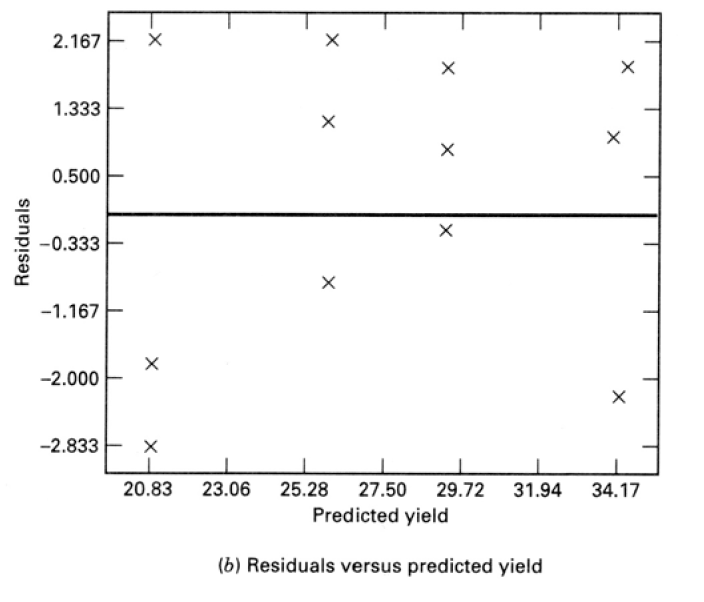 2.167
1.333
0.500
−0.333
−1.167
−2.000
−2.833
Residuals
20.83 23.06 25.28 27.50 29.72 31.94 34.17
Predicted yield
(b) Residuals versus predicted yield